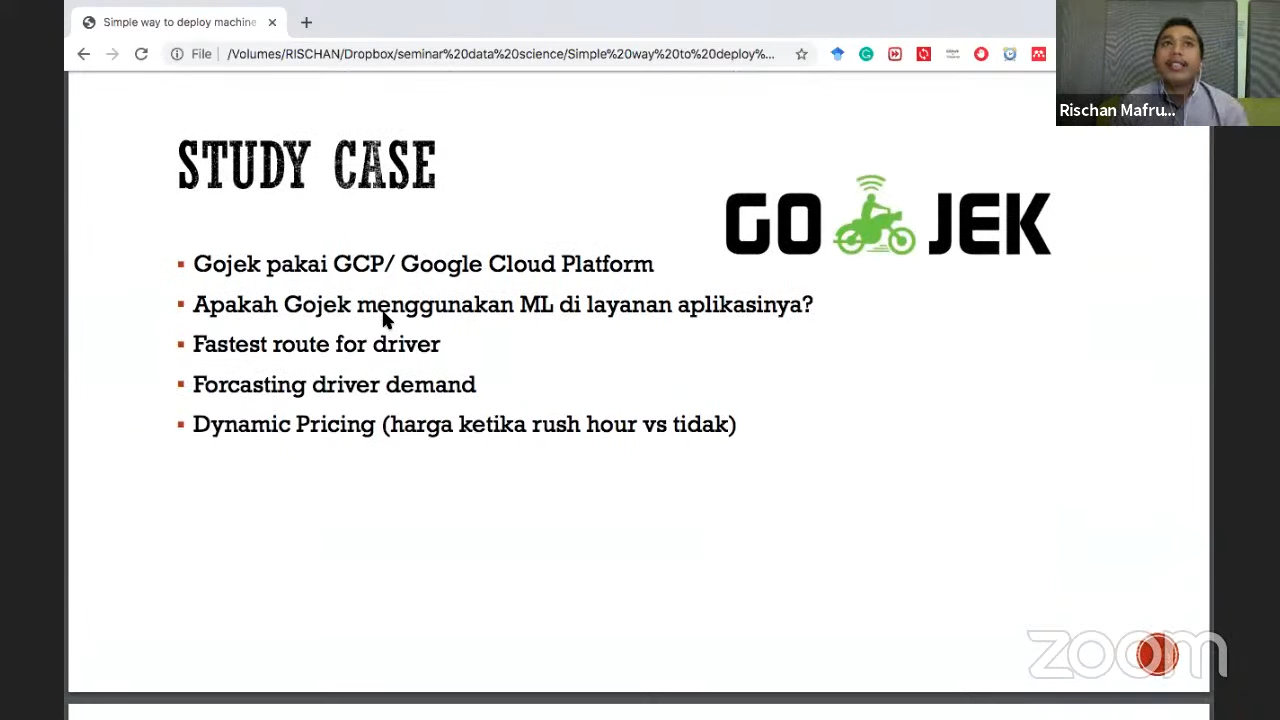 Simple way to deploy machine
File
/Volumes/RISCHAN/Dropbox/seminar%20data%20science/Simple%20way%20to%20deploy%...
Rischan Mafru...
STUDY CASE
GO JEK
▪ Gojek pakai GCP/ Google Cloud Platform
▪ Apakah Gojek menggunakan ML di layanan aplikasinya?
▪ Fastest route for driver
▪ Forcasting driver demand
▪ Dynamic Pricing (harga ketika rush hour vs tidak)
zoom